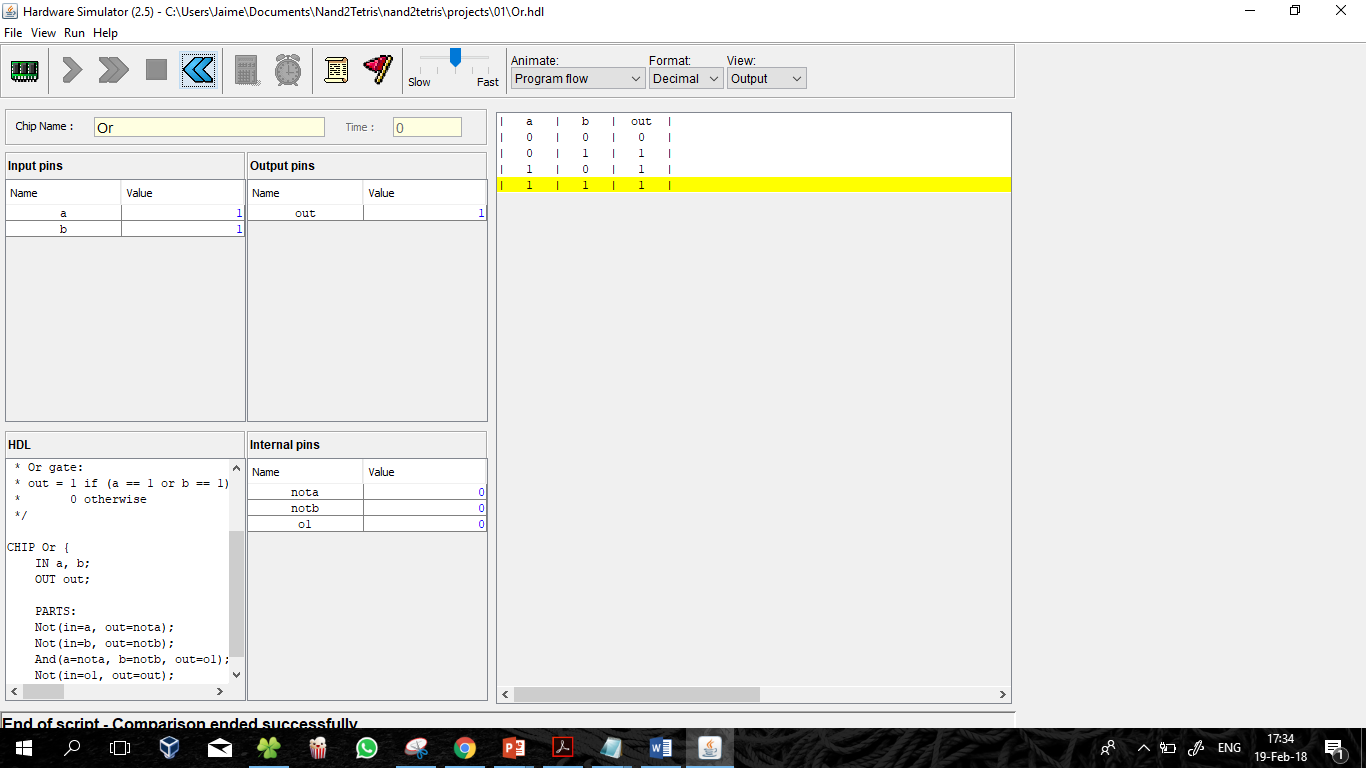 Hardware Simulator (2.5) - C:\Users\Jaime\Documents\Nand2Tetris\nand2tetris\projects\01\Or.hdl
File View Run Help
Slow Fast
Animate: Format: View:
Program flow Decimal Output
Chip Name : Or Time : 0
Input pins
Name Value
a 1
b 1
Output pins
Name Value
out 1
HDL
* Or gate:
* out = 1 if (a == 1 or b == 1)
* 0 otherwise
*/
CHIP Or {
IN a, b;
OUT out;
PARTS:
Not(in=a, out=nota);
Not(in=b, out=notb);
And(a=nota, b=notb, out=o1);
Not(in=o1, out=out);
Internal pins
Name Value
nota 0
notb 0
o1 0
| a | b | out |
| 0 | 0 | 0 |
| 0 | 1 | 1 |
| 1 | 0 | 1 |
| 1 | 1 | 1 |
End of script - Comparison ended successfully
ENG
17:34
19-Feb-18
1